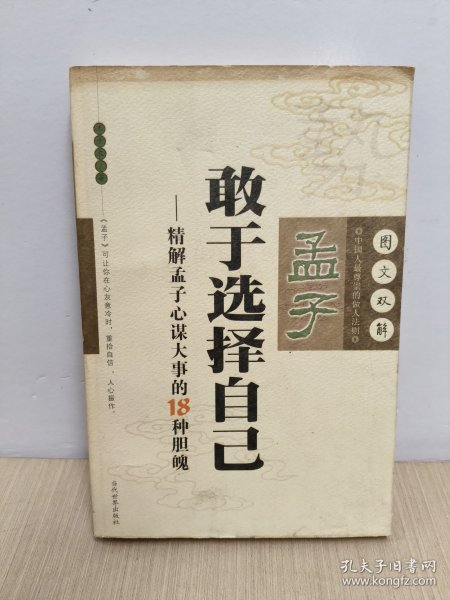 图文双解
中国人最尊崇的做人法则
孟子
敢于选择自己
——精解孟子心谋大事的18种胆魄
《孟子》可让你在心灰意冷时，重拾自信，人心振作。
当代世界出版社
孔夫子旧书网
www.kongfz.com